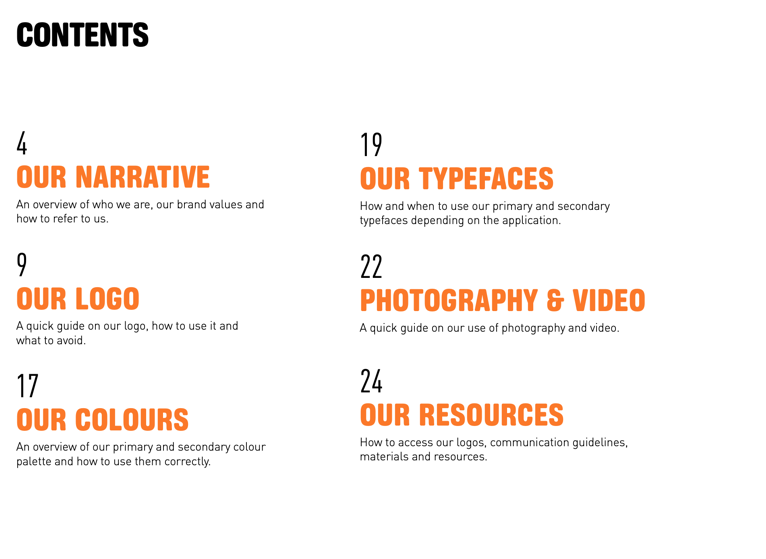 CONTENTS
4
OUR NARRATIVE
An overview of who we are, our brand values and
how to refer to us.
9
OUR LOGO
A quick guide on our logo, how to use it and
what to avoid.
17
OUR COLOURS
An overview of our primary and secondary colour
palette and how to use them correctly.
19
OUR TYPEFACES
How and when to use our primary and secondary
typefaces depending on the application.
22
PHOTOGRAPHY & VIDEO
A quick guide on our use of photography and video.
24
OUR RESOURCES
How to access our logos, communication guidelines,
materials and resources.